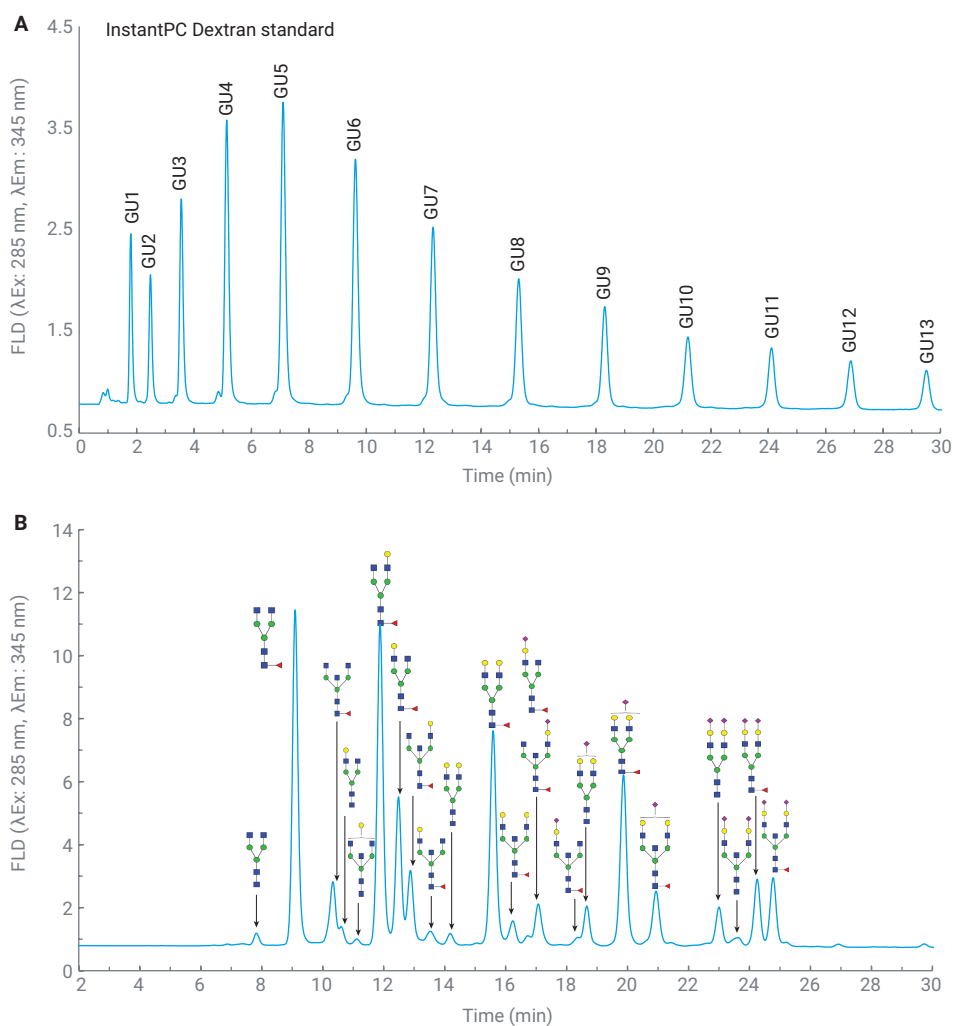 A
InstantPC Dextran standard
FLD (λEx: 285 nm, λEm: 345 nm)
4.5
3.5
2.5
1.5
0.5
GU1
GU2
GU3
GU4
GU5
GU6
GU7
GU8
GU9
GU10
GU11
GU12
GU13
0 2 4 6 8 10 12 14 16 18 20 22 24 26 28 30
Time (min)
B
FLD (λEx: 285 nm, λEm: 345 nm)
14
12
10
8
6
4
2
0
2 4 6 8 10 12 14 16 18 20 22 24 26 28 30
Time (min)